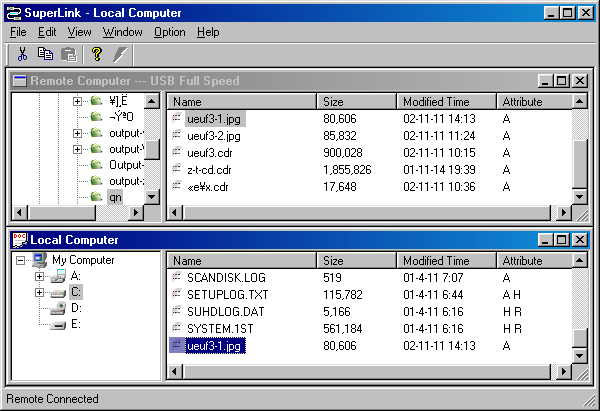 SuperLink - Local Computer
File Edit View Window Option Help
Remote Computer --- USB Full Speed
¥],Ë
¬ŸªO
output-
output-
Output-
output-z
qn
Name Size Modified Time Attribute
ueuf3-1.jpg 80,606 02-11-11 14:13 A
ueuf3-2.jpg 85,832 02-11-11 11:24 A
ueuf3.cdr 900,028 02-11-11 10:15 A
z-t-cd.cdr 1,855,826 01-11-14 19:39 A
«e¥x.cdr 17,648 02-11-11 10:36 A
Local Computer
My Computer
A:
C:
D:
E:
Name Size Modified Time Attribute
SCANDISK.LOG 519 01-4-11 7:07 A
SETUPLOG.TXT 115,782 01-4-11 6:44 A H
SUHDLOG.DAT 5,166 01-4-11 6:16 H R
SYSTEM.1ST 561,184 01-4-11 6:16 H R
ueuf3-1.jpg 80,606 02-11-11 14:13 A
Remote Connected